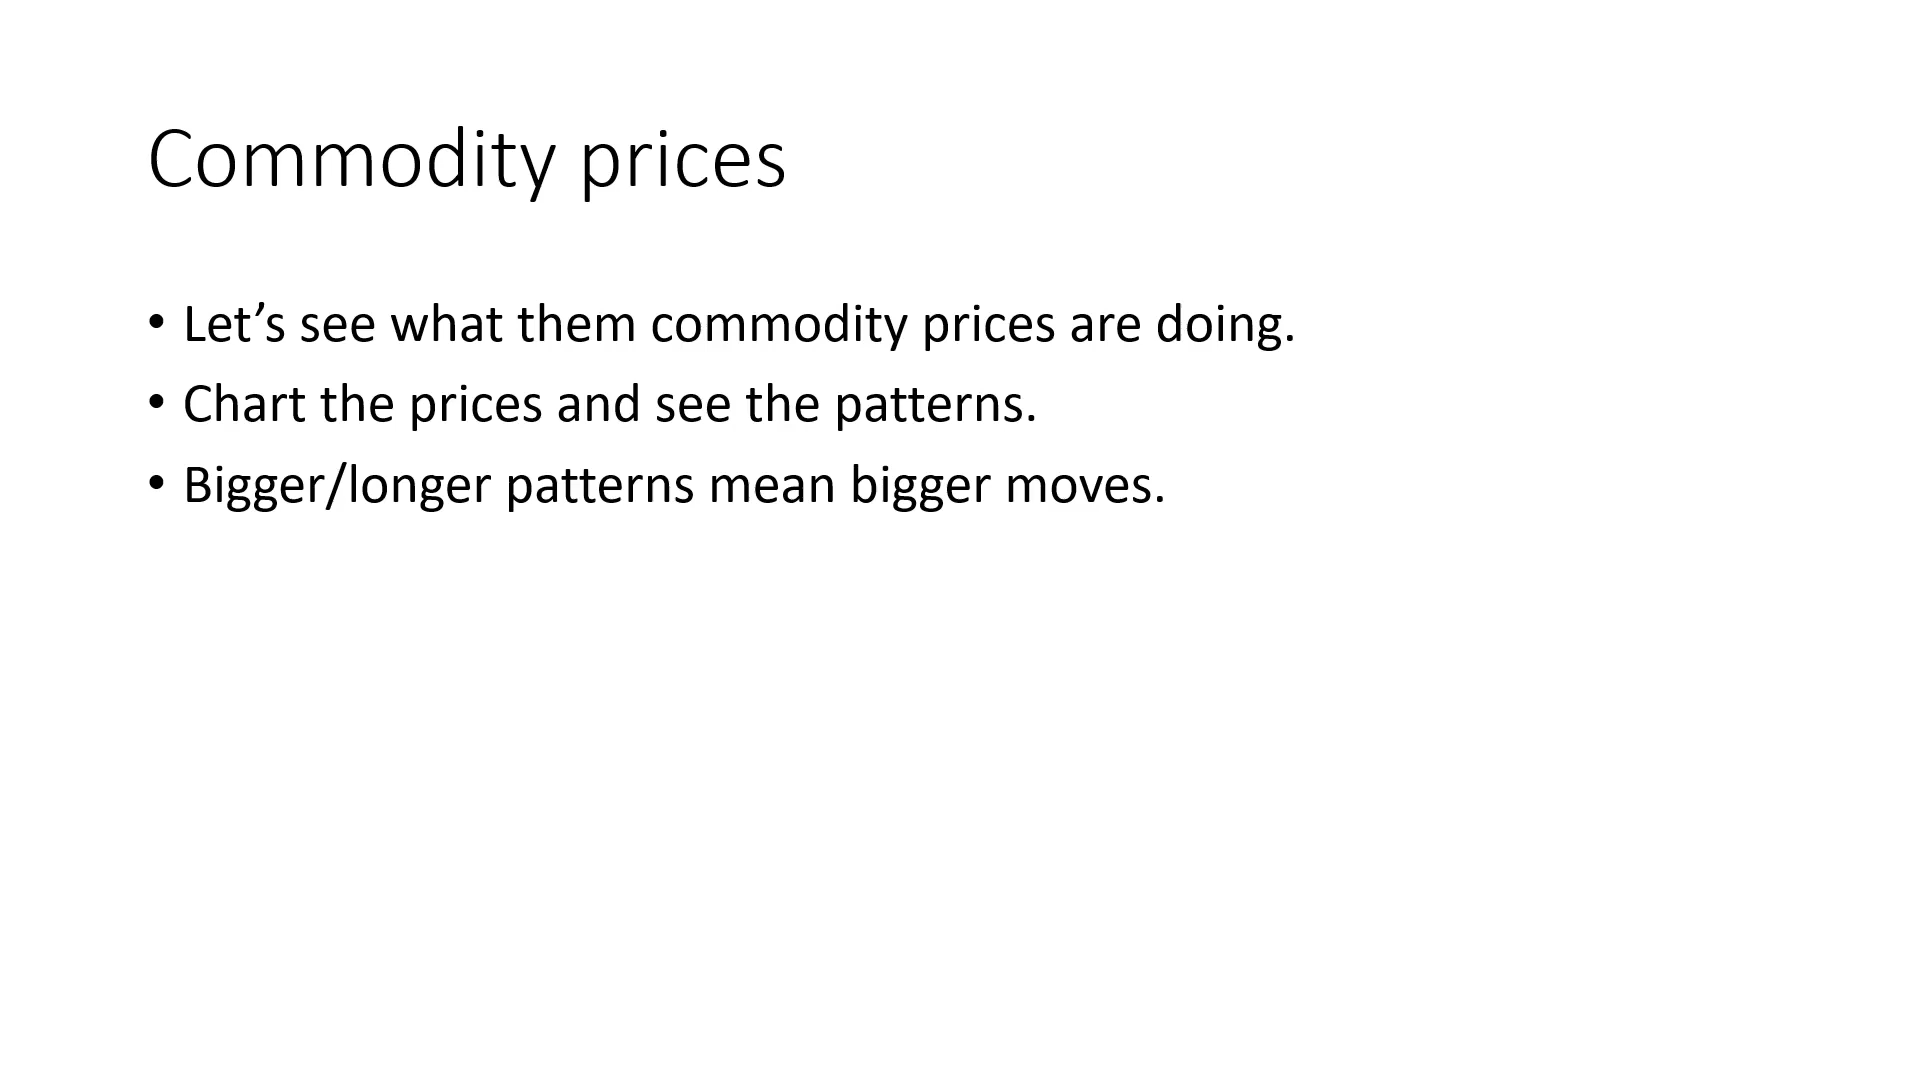 Commodity prices
• Let’s see what them commodity prices are doing.
• Chart the prices and see the patterns.
• Bigger/longer patterns mean bigger moves.